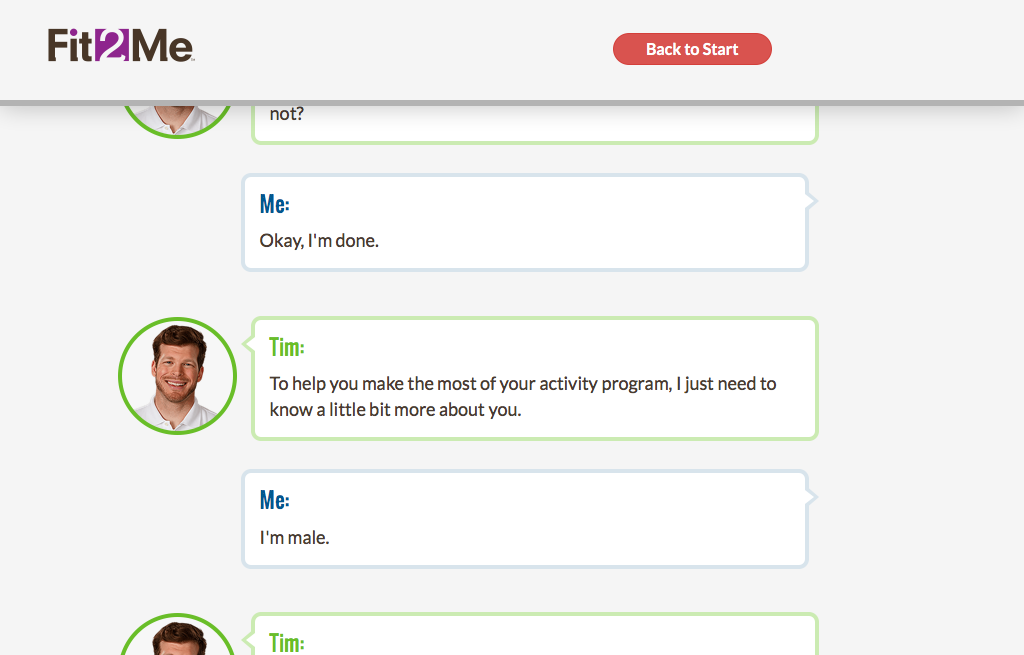 Fit2Me
Back to Start
not?
Me:
Okay, I'm done.
Tim:
To help you make the most of your activity program, I just need to
know a little bit more about you.
Me:
I'm male.
Tim: